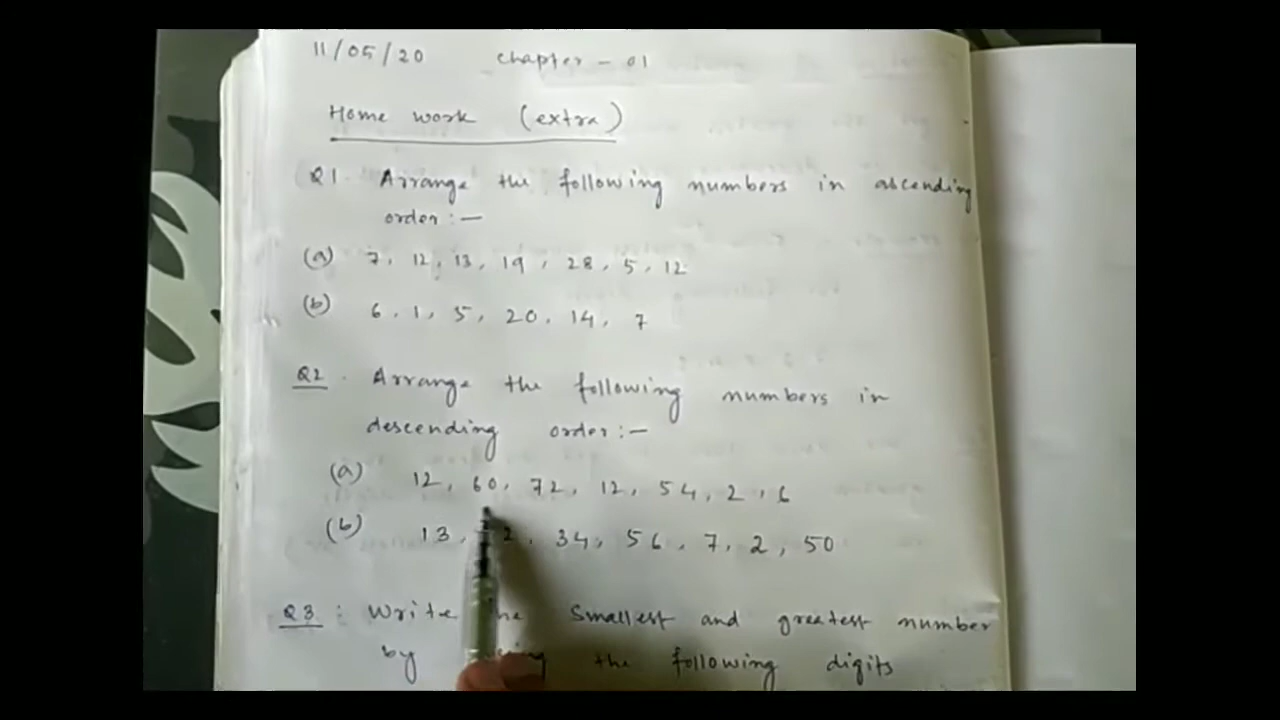 11/05/20 Chapter - 01
Home work (extra)
Q1. Arrange the following numbers in ascending
order :-
(a) 7, 12, 13, 19, 28, 5, 12
(b) 6, 1, 5, 20, 14, 7
Q2. Arrange the following numbers in
descending order :-
(a) 12, 60, 72, 12, 54, 2, 6
(b) 13, 34, 56, 7, 2, 50
Q3: Write Smallest and greatest number
by the following digits